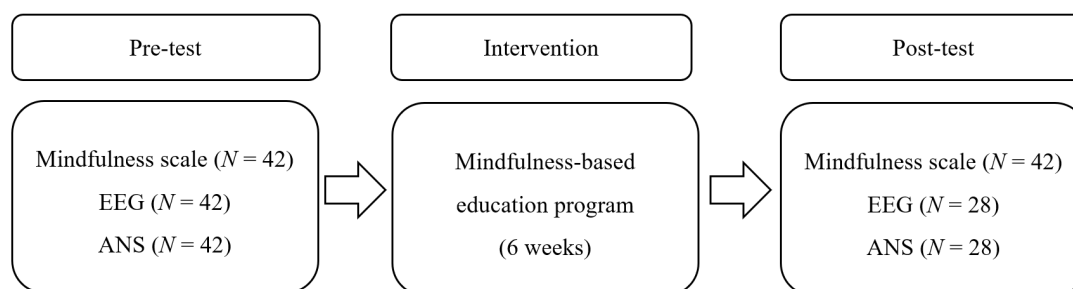 Pre-test
Intervention
Post-test
Mindfulness scale (N = 42)
EEG (N = 42)
ANS (N = 42)
Mindfulness-based
education program
(6 weeks)
Mindfulness scale (N = 42)
EEG (N = 28)
ANS (N = 28)